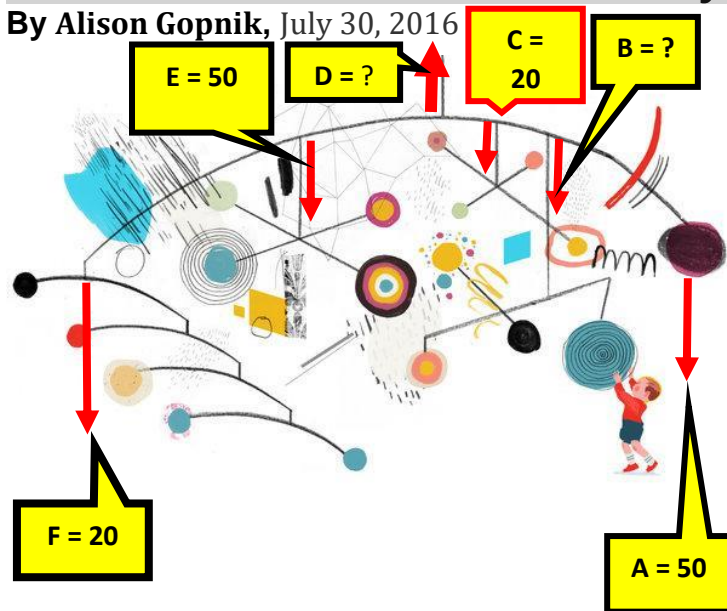 By Alison Gopnik, July 30, 2016
E = 50
D = ?
C =
20
B = ?
F = 20
A = 50